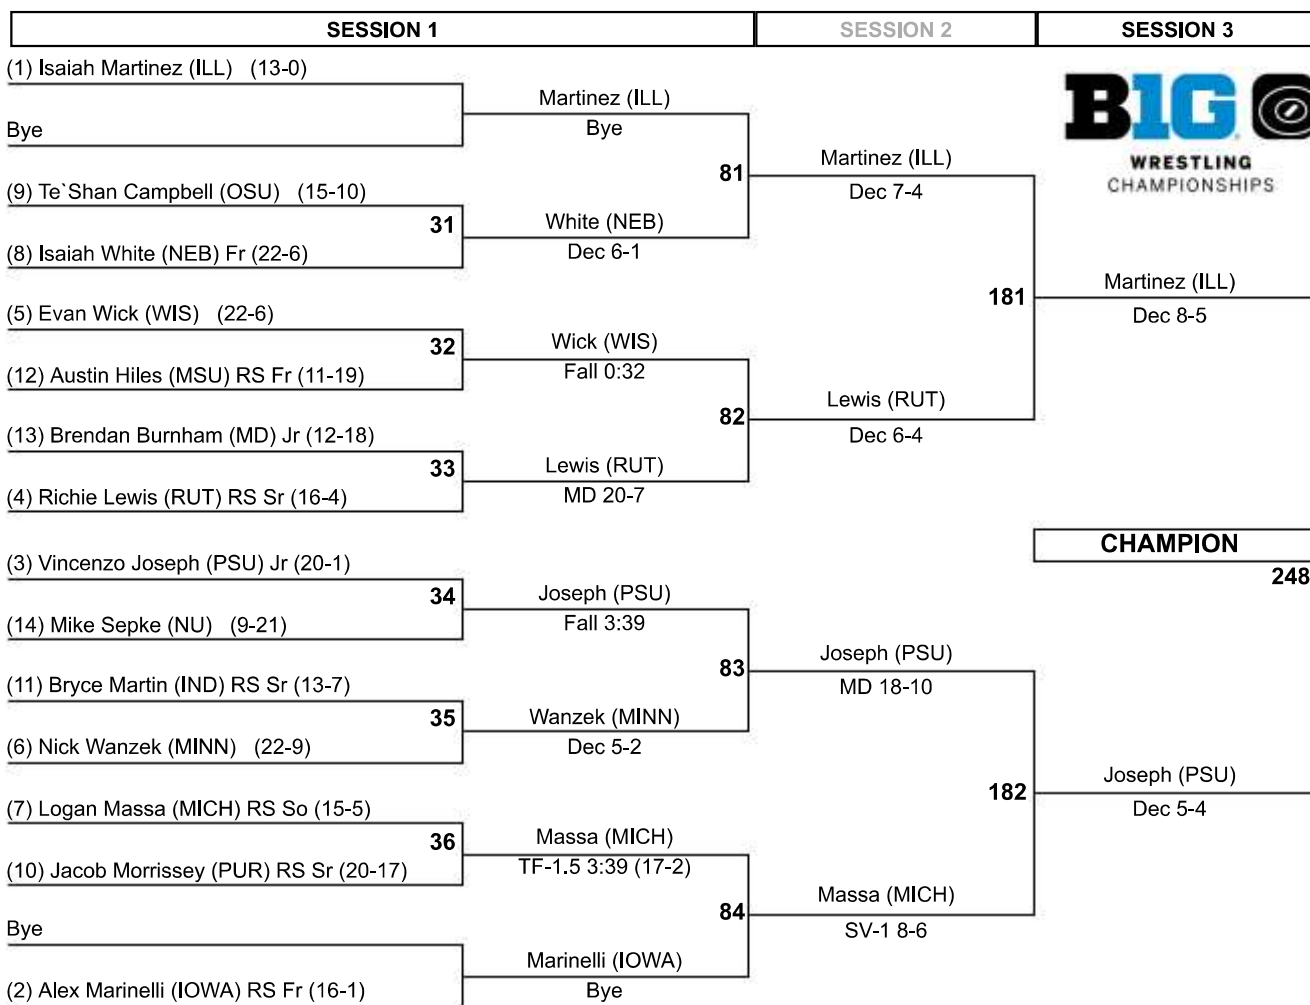 SESSION 1
SESSION 2
SESSION 3
(1) Isaiah Martinez (ILL) (13-0)
Bye
(9) Te`Shan Campbell (OSU) (15-10)
31
(8) Isaiah White (NEB) Fr (22-6)
(5) Evan Wick (WIS) (22-6)
32
(12) Austin Hiles (MSU) RS Fr (11-19)
(13) Brendan Burnham (MD) Jr (12-18)
33
(4) Richie Lewis (RUT) RS Sr (16-4)
(3) Vincenzo Joseph (PSU) Jr (20-1)
34
(14) Mike Sepke (NU) (9-21)
(11) Bryce Martin (IND) RS Sr (13-7)
35
(6) Nick Wanzek (MINN) (22-9)
(7) Logan Massa (MICH) RS So (15-5)
36
(10) Jacob Morrissey (PUR) RS Sr (20-17)
Bye
(2) Alex Marinelli (IOWA) RS Fr (16-1)
Martinez (ILL)
Bye
81
White (NEB)
Dec 6-1
Wick (WIS)
Fall 0:32
82
Lewis (RUT)
MD 20-7
Joseph (PSU)
Fall 3:39
83
Wanzek (MINN)
Dec 5-2
Massa (MICH)
TF-1.5 3:39 (17-2)
84
Marinelli (IOWA)
Bye
Martinez (ILL)
Dec 7-4
181
Lewis (RUT)
Dec 6-4
Joseph (PSU)
MD 18-10
182
Massa (MICH)
SV-1 8-6
B1G
WRESTLING
CHAMPIONSHIPS
Martinez (ILL)
Dec 8-5
CHAMPION
248
Joseph (PSU)
Dec 5-4